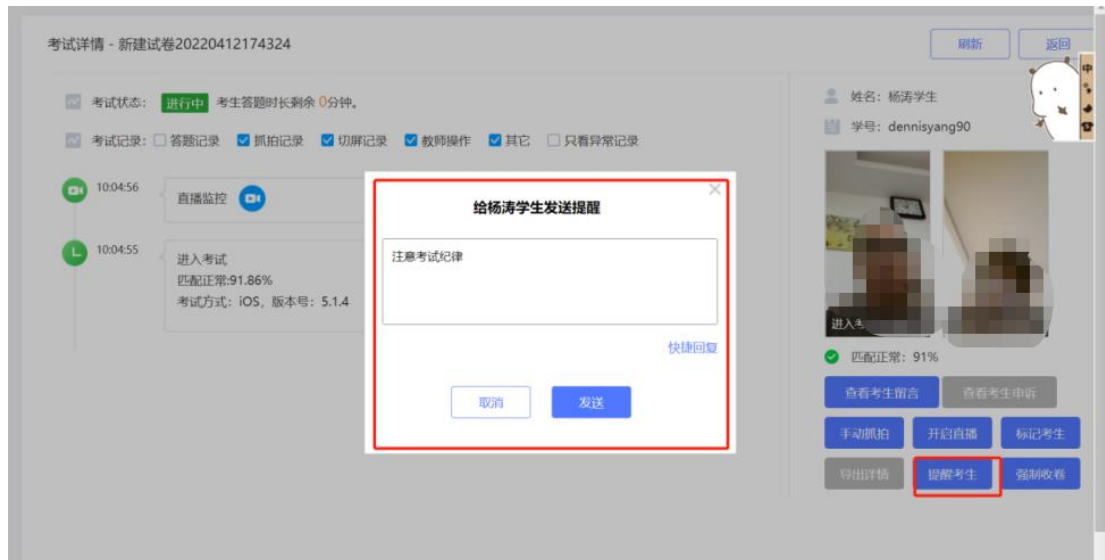 考试详情 - 新建试卷20220412174324
刷新
返回
考试状态： 进行中 考生答题时长剩余 0分钟。
考试记录： 答题记录 抓拍记录 切屏记录 教师操作 其它 只看异常记录
10:04:56
直播监控
10:04:55
进入考试
匹配正常:91.86%
考试方式：iOS，版本号：5.1.4
给杨涛学生发送提醒
注意考试纪律
快捷回复
取消
发送
中
姓名：杨涛学生
学号：dennisyang90
进入
匹配正常：91%
查看考生留言
查看考生申诉
手动抓拍
开启直播
标记考生
导出详情
提醒考生
强制收卷